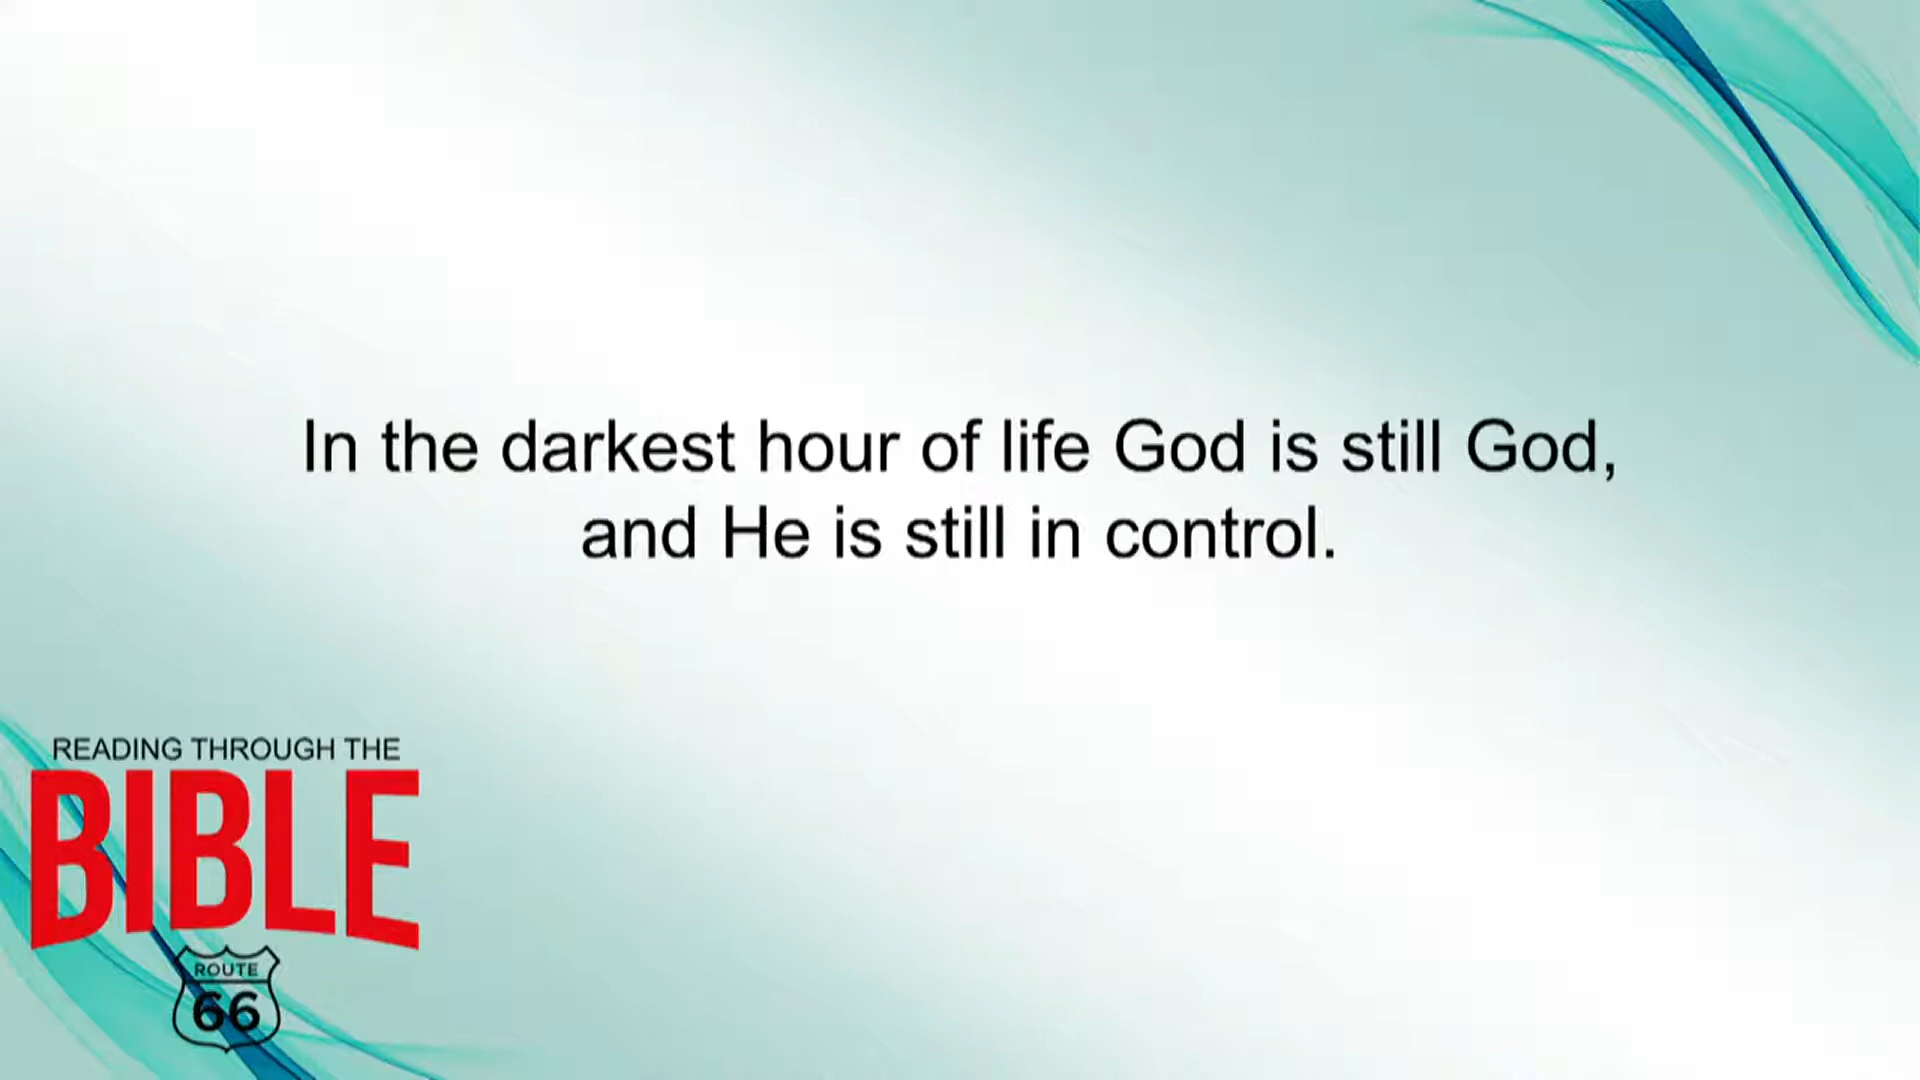 In the darkest hour of life God is still God,
and He is still in control.
READING THROUGH THE
BIBLE
ROUTE
66